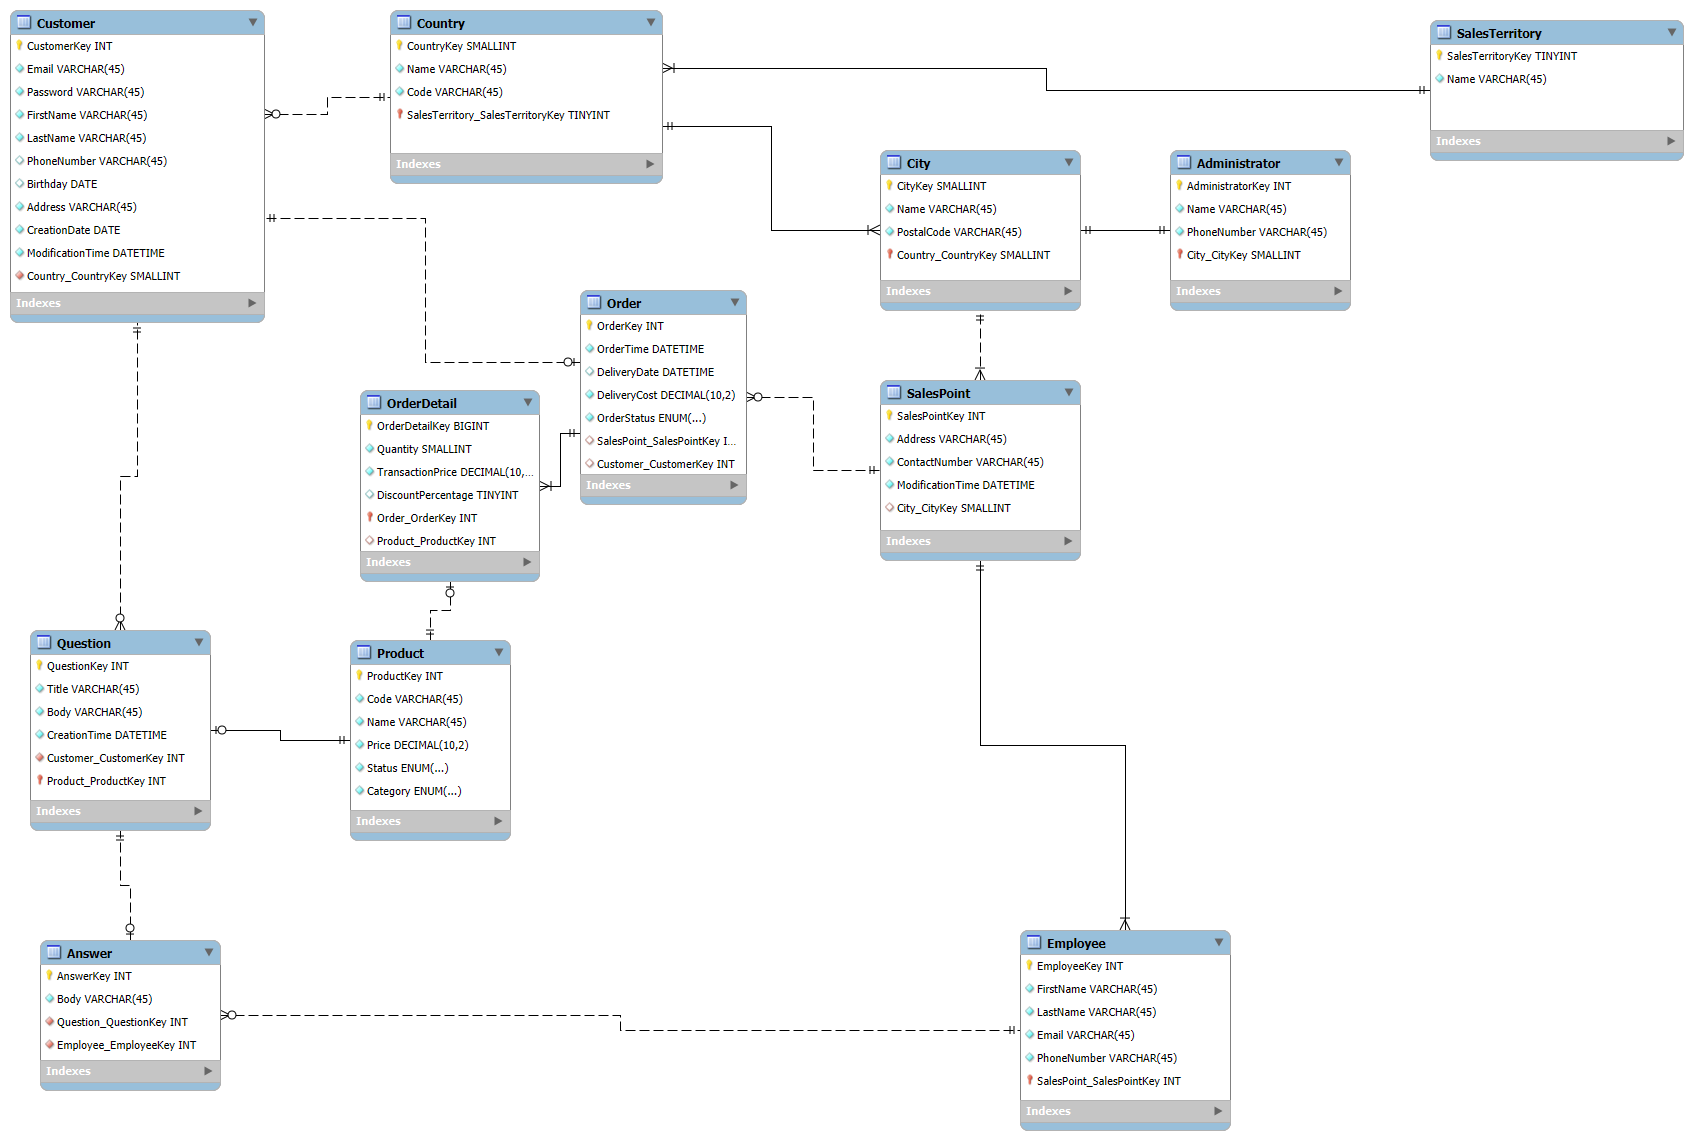 Customer
CustomerKey INT
Email VARCHAR(45)
Password VARCHAR(45)
FirstName VARCHAR(45)
LastName VARCHAR(45)
PhoneNumber VARCHAR(45)
Birthday DATE
Address VARCHAR(45)
CreationDate DATE
ModificationTime DATETIME
Country_CountryKey SMALLINT
Indexes
Country
CountryKey SMALLINT
Name VARCHAR(45)
Code VARCHAR(45)
SalesTerritory_SalesTerritoryKey TINYINT
Indexes
SalesTerritory
SalesTerritoryKey TINYINT
Name VARCHAR(45)
Indexes
City
CityKey SMALLINT
Name VARCHAR(45)
PostalCode VARCHAR(45)
Country_CountryKey SMALLINT
Indexes
Administrator
AdministratorKey INT
Name VARCHAR(45)
PhoneNumber VARCHAR(45)
City_CityKey SMALLINT
Indexes
Order
OrderKey INT
OrderTime DATETIME
DeliveryDate DATETIME
DeliveryCost DECIMAL(10,2)
OrderStatus ENUM(...)
SalesPoint_SalesPointKey I...
Customer_CustomerKey INT
Indexes
OrderDetail
OrderDetailKey BIGINT
Quantity SMALLINT
TransactionPrice DECIMAL(10,...
DiscountPercentage TINYINT
Order_OrderKey INT
Product_ProductKey INT
Indexes
SalesPoint
SalesPointKey INT
Address VARCHAR(45)
ContactNumber VARCHAR(45)
ModificationTime DATETIME
City_CityKey SMALLINT
Indexes
Question
QuestionKey INT
Title VARCHAR(45)
Body VARCHAR(45)
CreationTime DATETIME
Customer_CustomerKey INT
Product_ProductKey INT
Indexes
Product
ProductKey INT
Code VARCHAR(45)
Name VARCHAR(45)
Price DECIMAL(10,2)
Status ENUM(...)
Category ENUM(...)
Indexes
Answer
AnswerKey INT
Body VARCHAR(45)
Question_QuestionKey INT
Employee_EmployeeKey INT
Indexes
Employee
EmployeeKey INT
FirstName VARCHAR(45)
LastName VARCHAR(45)
Email VARCHAR(45)
PhoneNumber VARCHAR(45)
SalesPoint_SalesPointKey INT
Indexes